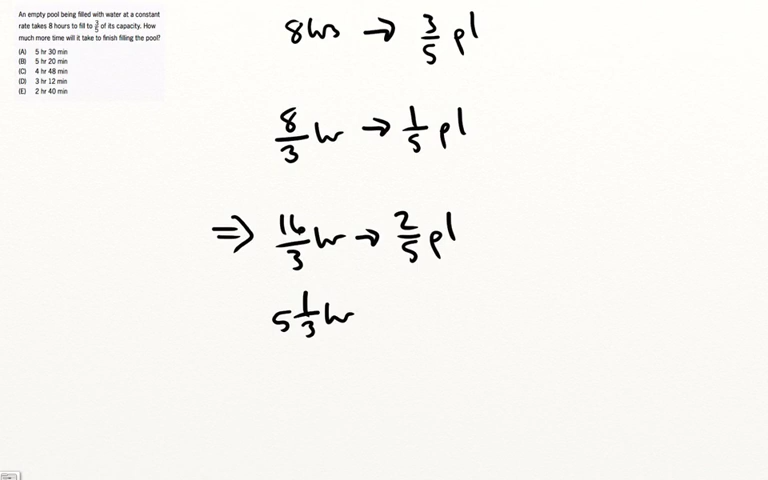 An empty pool being filled with water at a constant
rate takes 8 hours to fill to 3/5 of its capacity. How
much more time will it take to finish filling the pool?
(A) 5 hr 30 min
(B) 5 hr 20 min
(C) 4 hr 48 min
(D) 3 hr 12 min
(E) 2 hr 40 min
8hrs → 3/5 pl
8/3 hr → 1/5 pl
⇒ 16/3 hr → 2/5 pl
5 1/3 hr